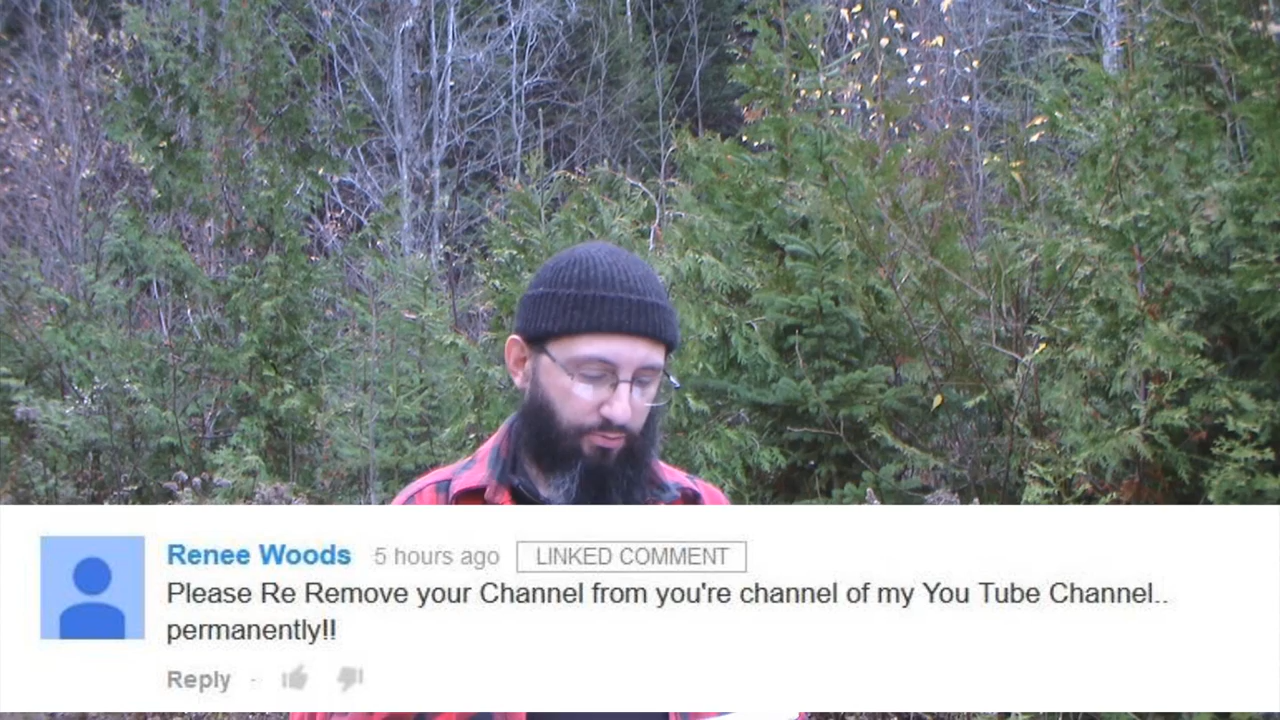 Renee Woods 5 hours ago LINKED COMMENT
Please Re Remove your Channel from you're channel of my You Tube Channel..
permanently!!
Reply ·